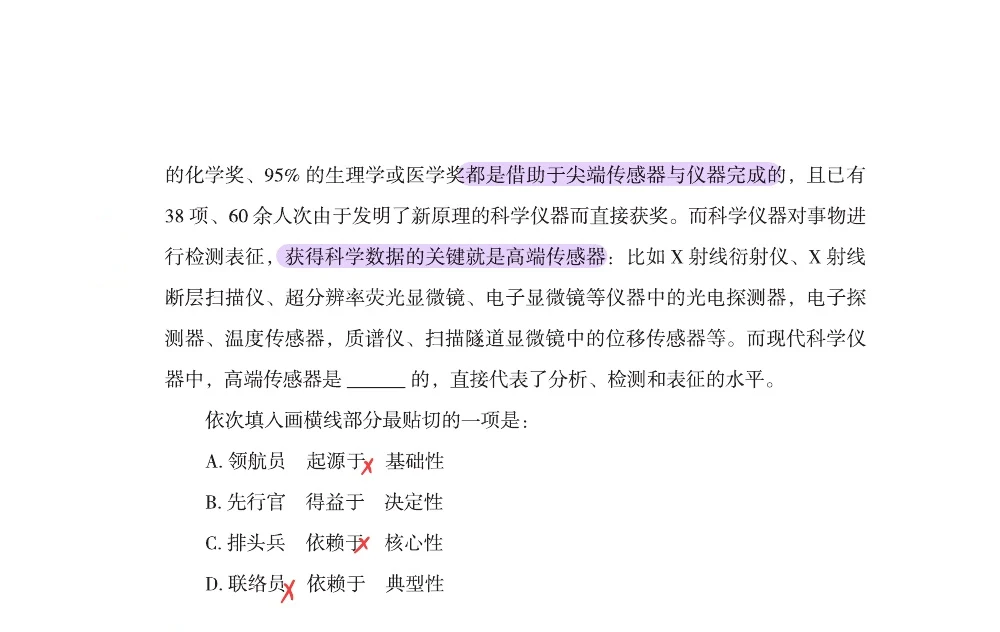 的化学奖、95% 的生理学或医学奖都是借助于尖端传感器与仪器完成的，且已有
38 项、60 余人次由于发明了新原理的科学仪器而直接获奖。而科学仪器对事物进
行检测表征，获得科学数据的关键就是高端传感器：比如 X 射线衍射仪、X 射线
断层扫描仪、超分辨率荧光显微镜、电子显微镜等仪器中的光电探测器，电子探
测器、温度传感器，质谱仪、扫描隧道显微镜中的位移传感器等。而现代科学仪
器中，高端传感器是 ______ 的，直接代表了分析、检测和表征的水平。
依次填入画横线部分最贴切的一项是：
A. 领航员 起源于 基础性
B. 先行官 得益于 决定性
C. 排头兵 依赖于 核心性
D. 联络员 依赖于 典型性